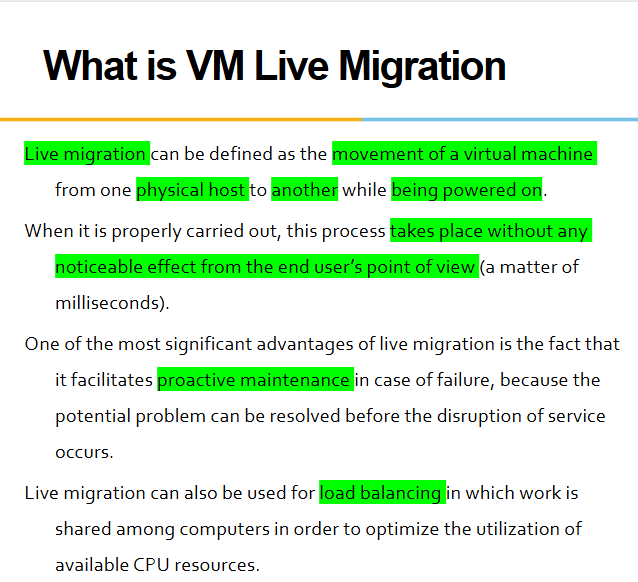 What is VM Live Migration
Live migration can be defined as the movement of a virtual machine
from one physical host to another while being powered on.
When it is properly carried out, this process takes place without any
noticeable effect from the end user's point of view (a matter of
milliseconds).
One of the most significant advantages of live migration is the fact that
it facilitates proactive maintenance in case of failure, because the
potential problem can be resolved before the disruption of service
occurs.
Live migration can also be used for load balancing in which work is
shared among computers in order to optimize the utilization of
available CPU resources.